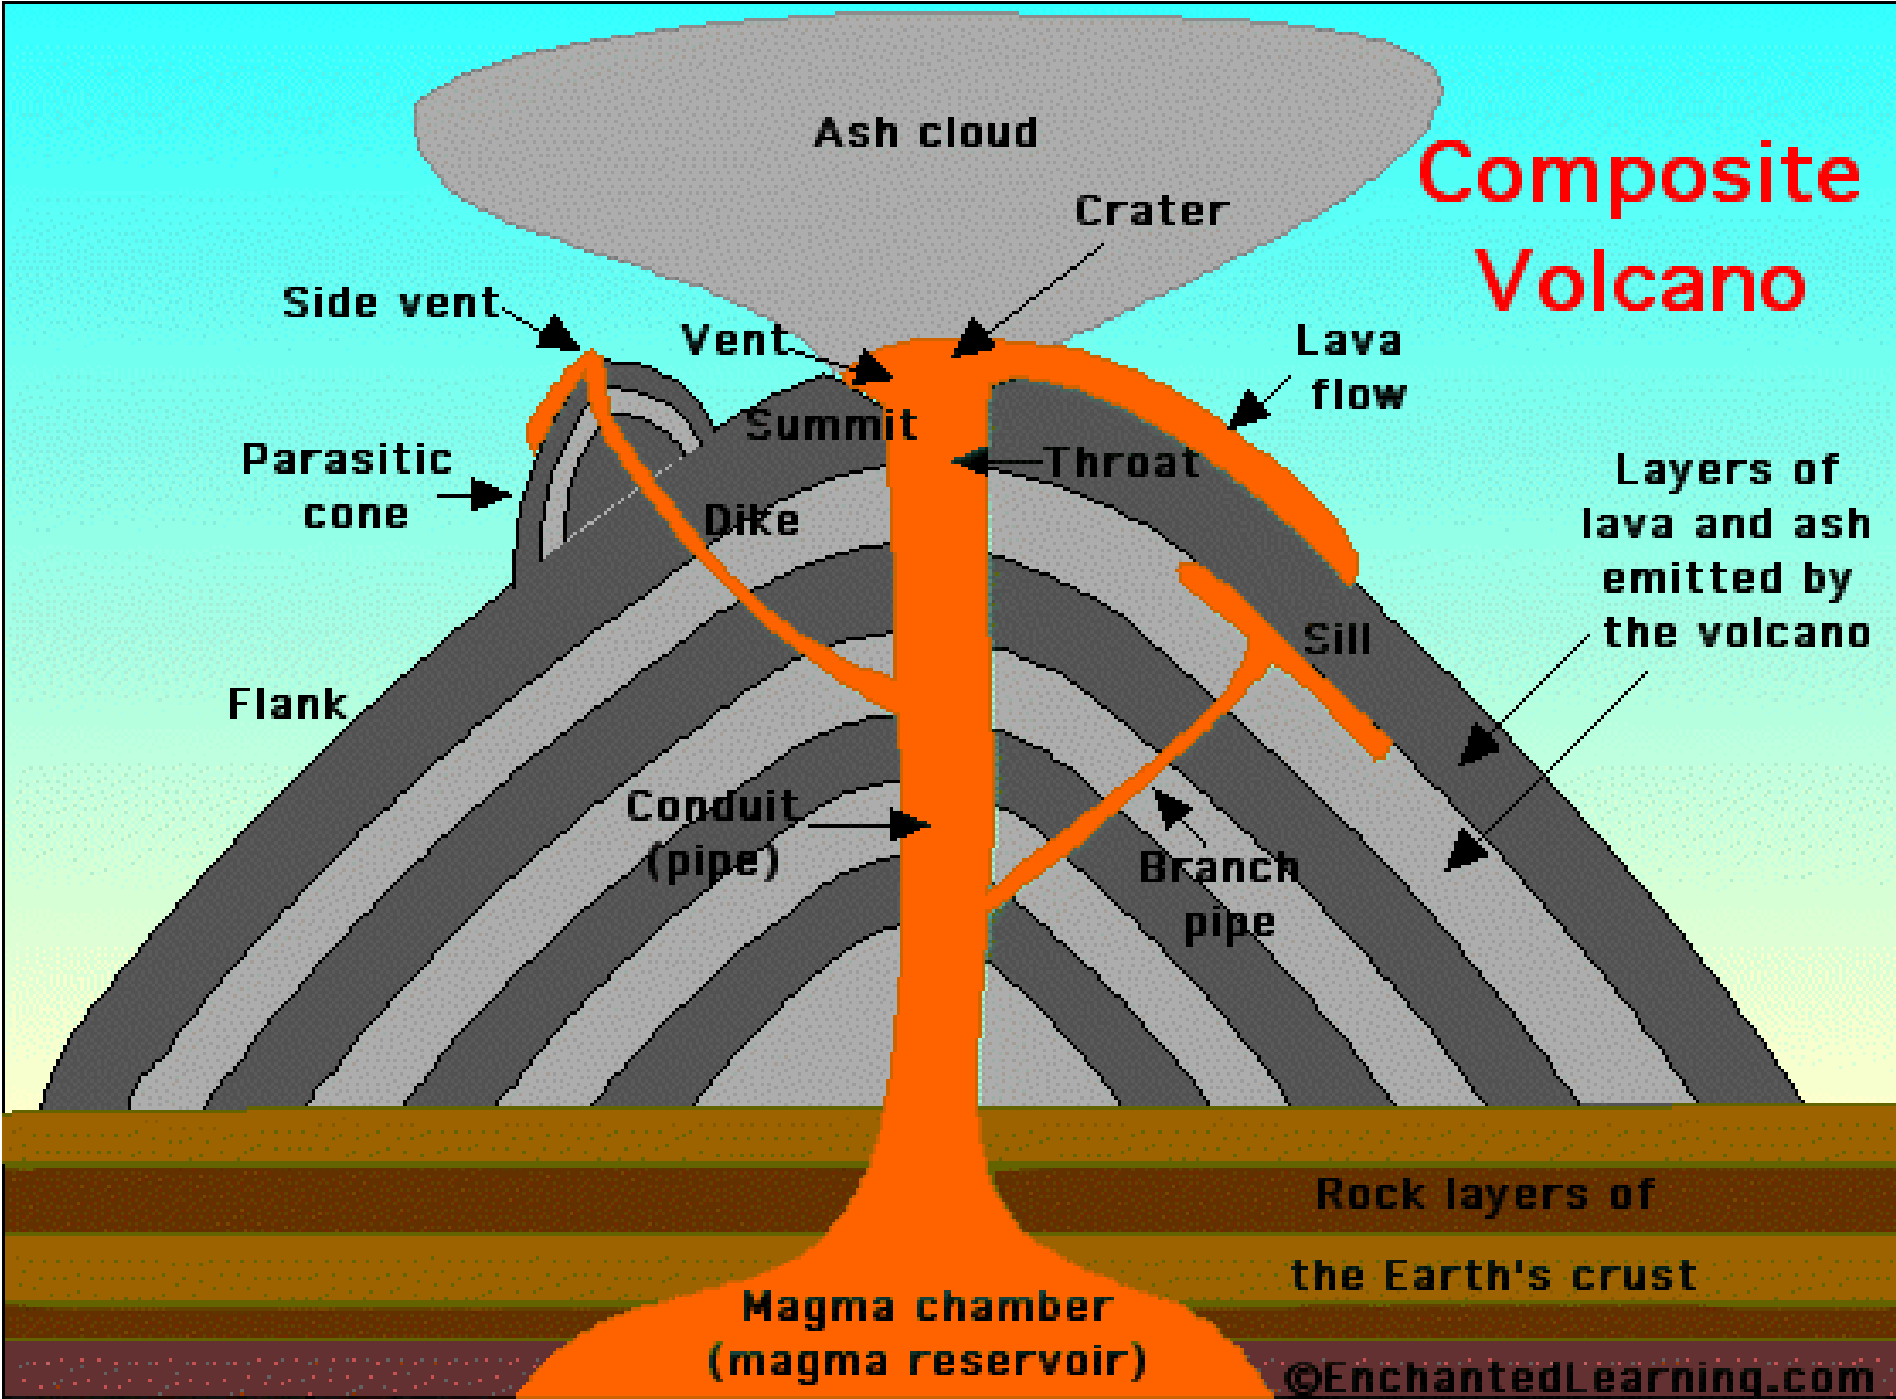 Ash cloud
Composite
Volcano
Crater
Side vent
Vent
Lava
flow
Summit
Parasitic
cone
Throat
Layers of
lava and ash
emitted by
the volcano
Dike
Sill
Flank
Conduit
(pipe)
Branch
pipe
Rock layers of
the Earth's crust
Magma chamber
(magma reservoir)
©EnchantedLearning.com